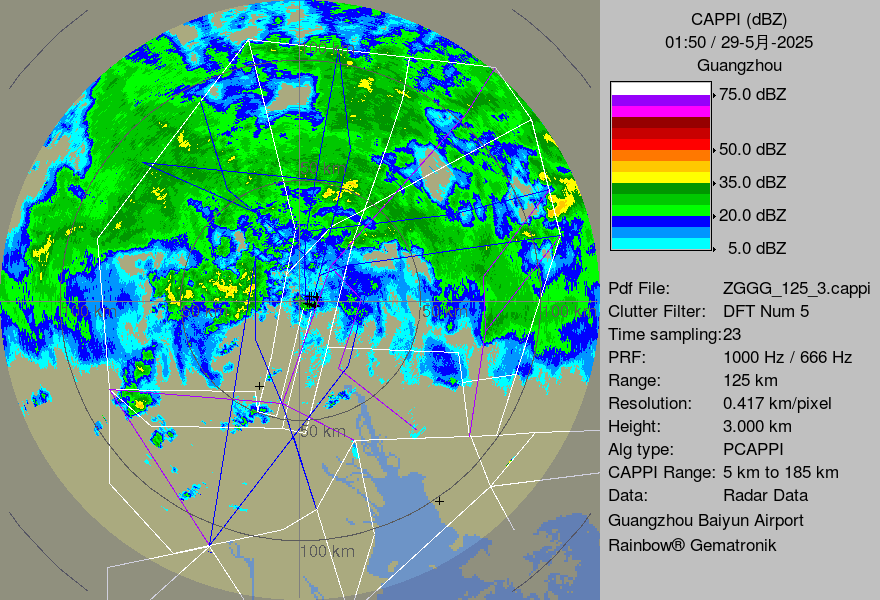 CAPPI (dBZ)
01:50 / 29-5月-2025
Guangzhou
75.0 dBZ
50.0 dBZ
35.0 dBZ
20.0 dBZ
5.0 dBZ
Pdf File: ZGGG_125_3.cappi
Clutter Filter: DFT Num 5
Time sampling:23
PRF: 1000 Hz / 666 Hz
Range: 125 km
Resolution: 0.417 km/pixel
Height: 3.000 km
Alg type: PCAPPI
CAPPI Range: 5 km to 185 km
Data: Radar Data
Guangzhou Baiyun Airport
Rainbow® Gematronik
50 km
100 km